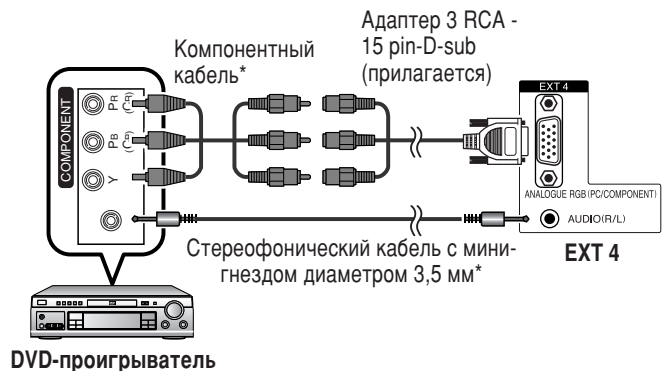 Компонентный
кабель*
Адаптер 3 RCA -
15 pin-D-sub
(прилагается)
COMPONENT
PR
(CR)
PB
(CB)
Y
EXT 4
ANALOGUE RGB (PC/COMPONENT)
AUDIO(R/L)
EXT 4
Стереофонический кабель с мини-
гнездом диаметром 3,5 мм*
DVD-проигрыватель